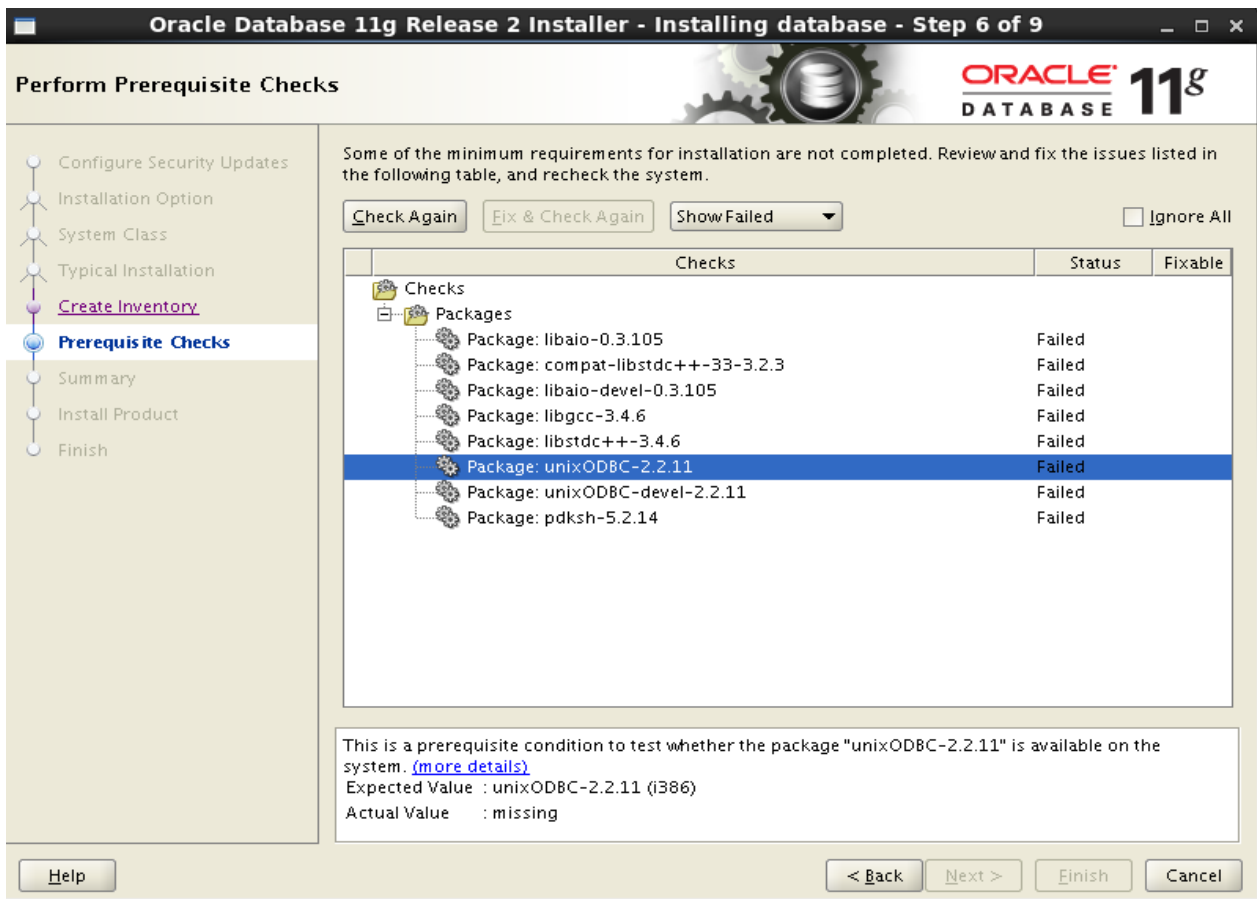 Oracle Database 11g Release 2 Installer - Installing database - Step 6 of 9
Perform Prerequisite Checks
ORACLE
DATABASE
11g
Configure Security Updates
Installation Option
System Class
Typical Installation
Create Inventory
Prerequisite Checks
Summary
Install Product
Finish
Some of the minimum requirements for installation are not completed. Review and fix the issues listed in
the following table, and recheck the system.
Check Again Fix & Check Again Show Failed Ignore All
Checks Status Fixable
Checks
Packages
Package: libaio-0.3.105 Failed
Package: compat-libstdc++-33-3.2.3 Failed
Package: libaio-devel-0.3.105 Failed
Package: libgcc-3.4.6 Failed
Package: libstdc++-3.4.6 Failed
Package: unixODBC-2.2.11 Failed
Package: unixODBC-devel-2.2.11 Failed
Package: pdksh-5.2.14 Failed
This is a prerequisite condition to test whether the package "unixODBC-2.2.11" is available on the
system. (more details)
Expected Value : unixODBC-2.2.11 (i386)
Actual Value : missing
Help < Back Next > Finish Cancel